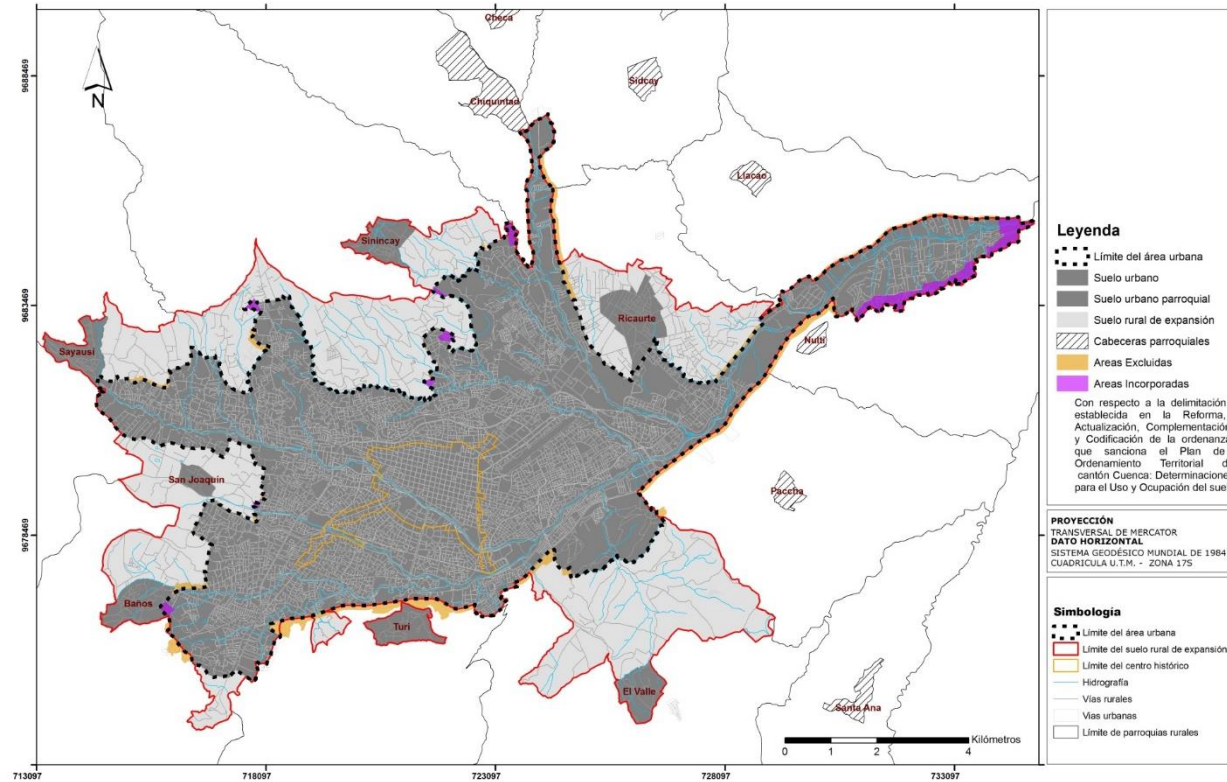 Checa
Sidcay
Chiquintad
Llacao
Sinincay
Ricaurte
Nulti
Sayausí
San Joaquín
Paccha
Baños
Turi
El Valle
Santa Ana
N
9688469
9683469
9678469
713097
718097
723097
728097
733097
Kilómetros
0 1 2 4
Leyenda
Límite del área urbana
Suelo urbano
Suelo urbano parroquial
Suelo rural de expansión
Cabeceras parroquiales
Areas Excluidas
Areas Incorporadas
Con respecto a la delimitación
establecida en la Reforma,
Actualización, Complementación
y Codificación de la ordenanza
que sanciona el Plan de
Ordenamiento Territorial d
cantón Cuenca: Determinacione
para el Uso y Ocupación del sue
PROYECCIÓN
TRANSVERSAL DE MERCATOR
DATO HORIZONTAL
SISTEMA GEODÉSICO MUNDIAL DE 1984
CUADRICULA U.T.M. - ZONA 17S
Simbología
Límite del área urbana
Límite del suelo rural de expansión
Límite del centro histórico
Hidrografía
Vías rurales
Vias urbanas
Límite de parroquias rurales